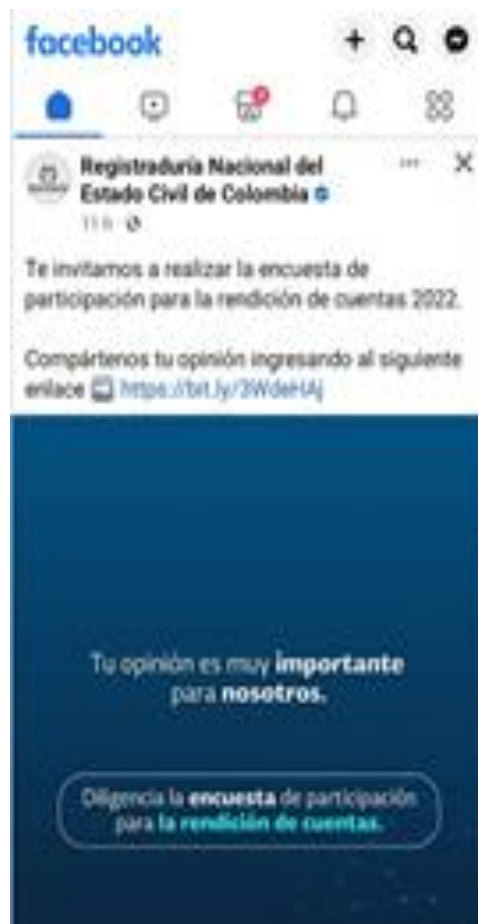 facebook
Registraduría Nacional del
Estado Civil de Colombia
11 h
Te invitamos a realizar la encuesta de
participación para la rendición de cuentas 2022.
Compártenos tu opinión ingresando al siguiente
enlace https://bit.ly/3WdeHAj
Tu opinión es muy importante
para nosotros.
Diligencia la encuesta de participación
para la rendición de cuentas.